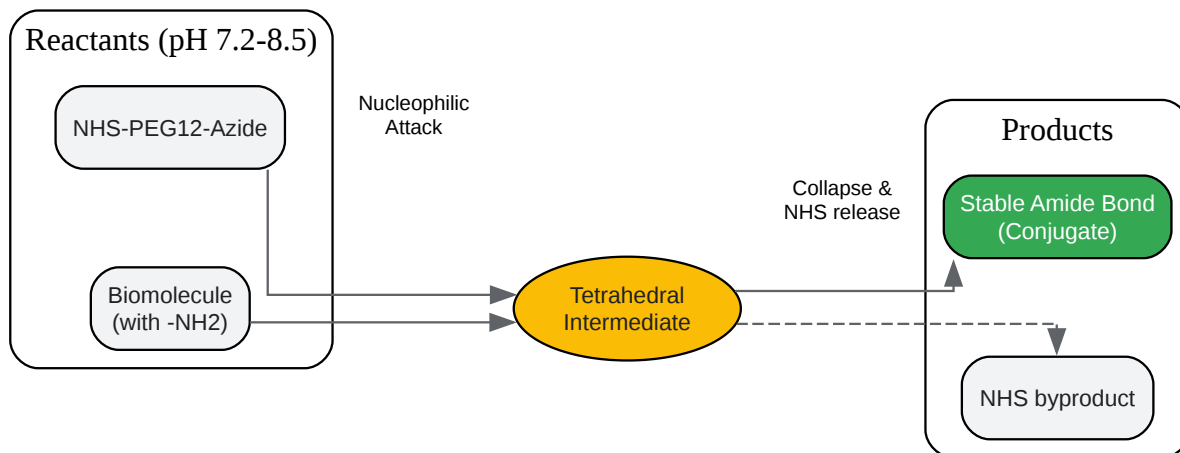 Reactants (pH 7.2-8.5)
NHS-PEG12-Azide
Biomolecule
(with -NH2)
Nucleophilic
Attack
Tetrahedral
Intermediate
Collapse &
NHS release
Products
Stable Amide Bond
(Conjugate)
NHS byproduct